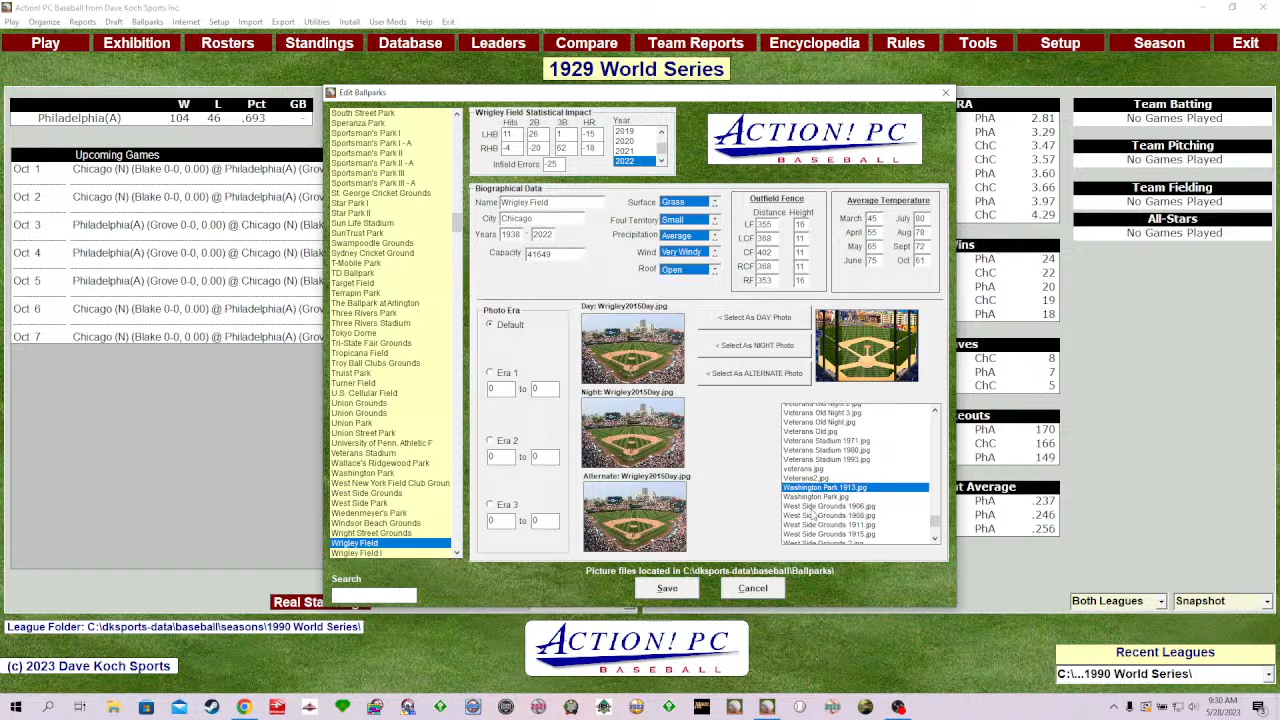 Action! PC Baseball from Dave Koch Sports Inc.
Play Organize Reports Draft Ballparks Internet Setup Import Export Utilities Install User Mods Help Exit
Play Exhibition Rosters Standings Database Leaders Compare Team Reports Encyclopedia Rules Tools Setup Season Exit
1929 World Series
W L Pct GB
Philadelphia(A) 104 46 .693 -
Upcoming Games
Oct 1 Chicago (N) (Blake 0-0, 0.00) @ Philadelphia(A) (Grov
Oct 2 Chicago (N) (Blake 0-0, 0.00) @ Philadelphia(A) (Grov
Oct 3 Philadelphia(A) (Grove 0-0, 0.00) @ Chicago (N)
Oct 4 Philadelphia(A) (Grove 0-0, 0.00) @ Chicago (N)
Oct 5 Philadelphia(A) (Grove 0-0, 0.00) @ Chicago (N)
Oct 6 Chicago (N) (Blake 0-0, 0.00) @ Philadelphia(A) (Grov
Oct 7 Chicago (N) (Blake 0-0, 0.00) @ Philadelphia(A) (Grov
Edit Ballparks
South Street Park
Speranza Park
Sportsman's Park I
Sportsman's Park I - A
Sportsman's Park II
Sportsman's Park II - A
Sportsman's Park III
Sportsman's Park III - A
St. George Cricket Grounds
Star Park I
Star Park II
Sun Life Stadium
SunTrust Park
Swampoodle Grounds
Sydney Cricket Ground
T-Mobile Park
TD Ballpark
Target Field
Terrapin Park
The Ballpark at Arlington
Three Rivers Park
Three Rivers Stadium
Tokyo Dome
Tri-State Fair Grounds
Tropicana Field
Troy Ball Clubs Grounds
Truist Park
Turner Field
U.S. Cellular Field
Union Grounds
Union Grounds
Union Park
Union Street Park
University of Penn. Athletic F
Veterans Stadium
Wallace's Ridgewood Park
Washington Park
West New York Field Club Groun
West Side Grounds
West Side Park
Wiedenmeyer's Park
Windsor Beach Grounds
Wright Street Grounds
Wrigley Field
Wrigley Field I
Search
Wrigley Field Statistical Impact
Hits 2B 3B HR
LHB 11 26 1 -15
RHB -4 -20 62 -18
Infield Errors -25
Year
2019
2020
2021
2022
ACTION! PC
BASEBALL
Biographical Data
Name Wrigley Field
City Chicago
Years 1938 - 2022
Capacity 41649
Surface Grass
Foul Territory Small
Precipitation Average
Wind Very Windy
Roof Open
Outfield Fence
Distance Height
LF 355 16
LCF 368 11
CF 402 11
RCF 368 11
RF 353 16
Average Temperature
March 45 July 80
April 55 Aug 78
May 65 Sept 72
June 75 Oct 61
Photo Era
Default
Era 1
0 to 0
Era 2
0 to 0
Era 3
0 to 0
Day: Wrigley2015Day.jpg
Night: Wrigley2015Day.jpg
Alternate: Wrigley2015Day.jpg
< Select As DAY Photo
< Select As NIGHT Photo
< Select As ALTERNATE Photo
Veterans Old Night 2.jpg
Veterans Old Night 3.jpg
Veterans Old Night.jpg
Veterans Old.jpg
Veterans Stadium 1971.jpg
Veterans Stadium 1980.jpg
Veterans Stadium 1993.jpg
veterans.jpg
Veterans2.jpg
Washington Park 1913.jpg
Washington Park.jpg
West Side Grounds 1906.jpg
West Side Grounds 1908.jpg
West Side Grounds 1911.jpg
West Side Grounds 1915.jpg
West Side Grounds 2.jpg
Picture files located in C:\dksports-data\baseball\Ballparks\
Save Cancel
RA
PhA 2.81
PhA 3.29
ChC 3.47
ChC 3.57
PhA 3.60
ChC 3.66
PhA 3.97
ChC 4.29
Wins
PhA 24
ChC 22
PhA 20
ChC 19
PhA 18
ves
ChC 8
PhA 7
ChC 5
eouts
PhA 170
ChC 166
PhA 149
t Average
PhA .237
PhA .246
PhA .256
Team Batting
No Games Played
Team Pitching
No Games Played
Team Fielding
No Games Played
All-Stars
No Games Played
Real Sta
Both Leagues Snapshot
League Folder: C:\dksports-data\baseball\seasons\1990 World Series\
(c) 2023 Dave Koch Sports
ACTION! PC
BASEBALL
Recent Leagues
C:\...1990 World Series\
9:30 AM
5/28/2023